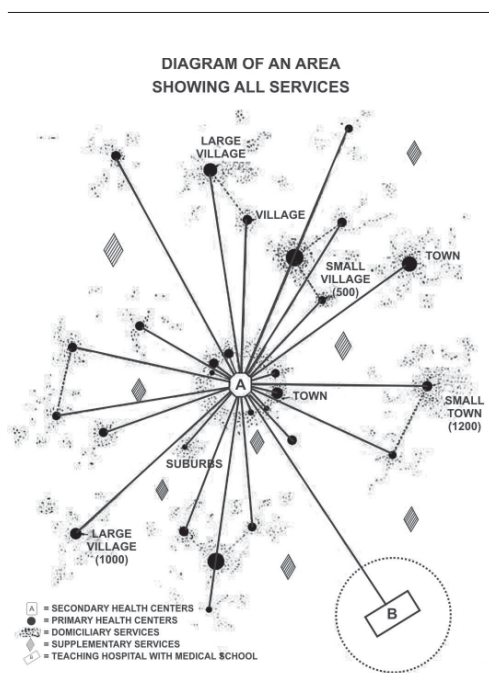 DIAGRAM OF AN AREA
SHOWING ALL SERVICES
LARGE
VILLAGE
VILLAGE
TOWN
SMALL
VILLAGE
(500)
A
TOWN
SMALL
TOWN
(1200)
SUBURBS
LARGE
VILLAGE
(1000)
B
A = SECONDARY HEALTH CENTERS
= PRIMARY HEALTH CENTERS
= DOMICILIARY SERVICES
= SUPPLEMENTARY SERVICES
B = TEACHING HOSPITAL WITH MEDICAL SCHOOL